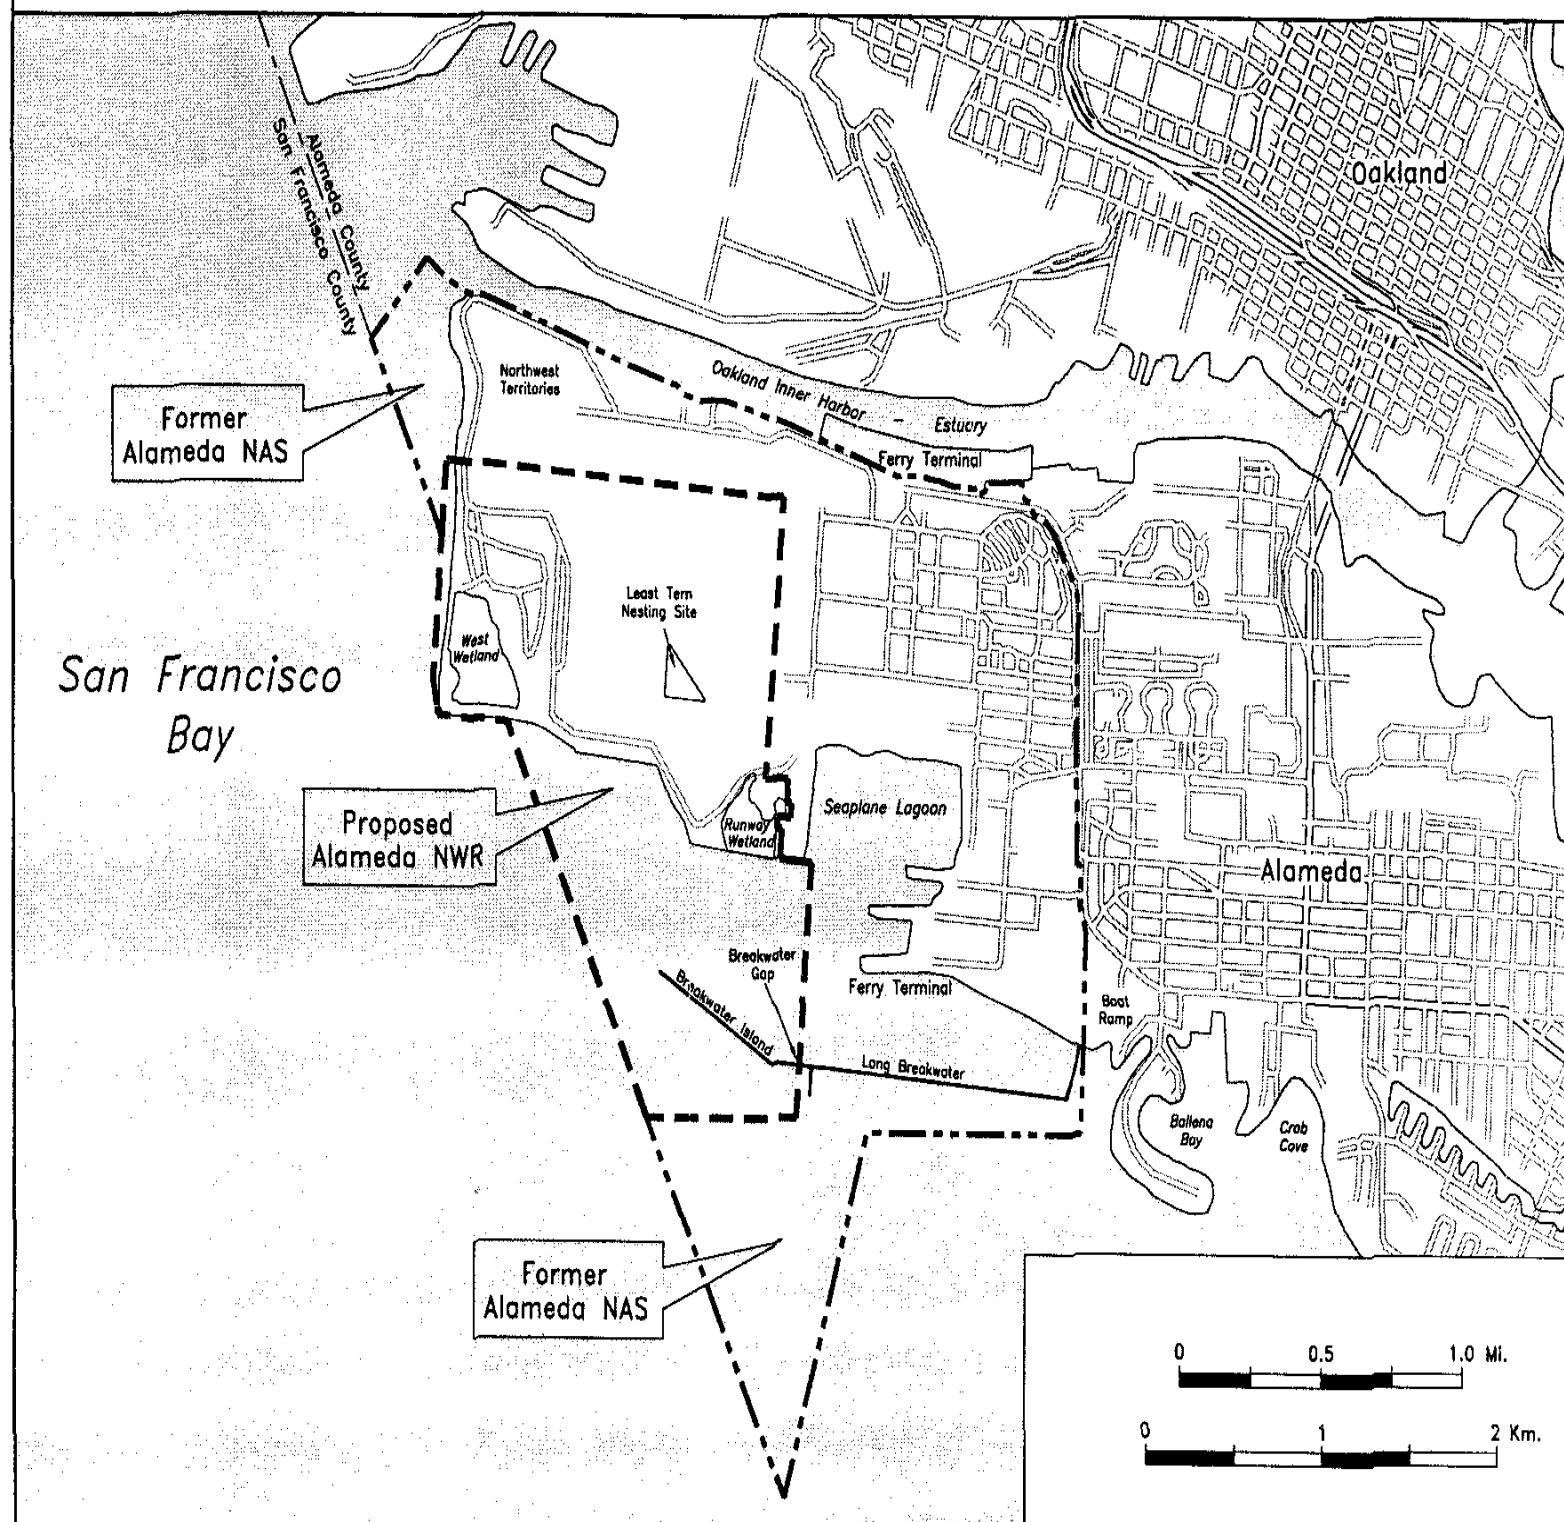 Alameda County
San Francisco County
Oakland
Northwest
Territories
Oakland Inner Harbor – Estuary
Former
Alameda NAS
Ferry Terminal
Least Tern
Nesting Site
West
Wetland
San Francisco
Bay
Proposed
Alameda NWR
Seaplane Lagoon
Runway
Wetland
Alameda
Breakwater
Gap
Breakwater Island
Ferry Terminal
Boat
Ramp
Long Breakwater
Ballena
Bay
Crab
Cove
Former
Alameda NAS
0 0.5 1.0 Mi.
0 1 2 Km.